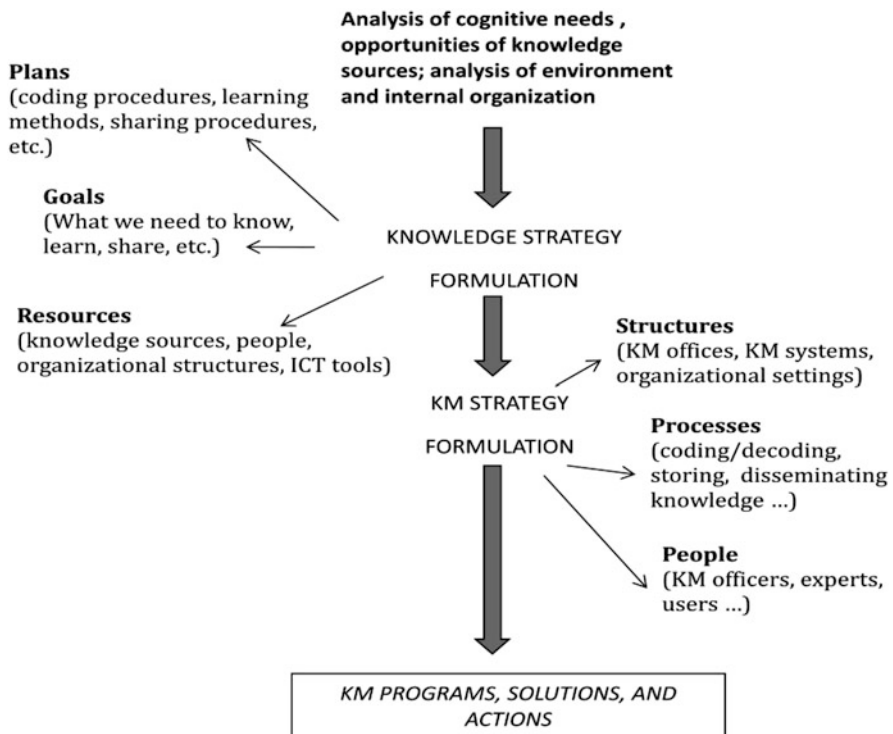 Analysis of cognitive needs ,
opportunities of knowledge
sources; analysis of environment
and internal organization
Plans
(coding procedures, learning
methods, sharing procedures,
etc.)
Goals
(What we need to know,
learn, share, etc.)
KNOWLEDGE STRATEGY
FORMULATION
Resources
(knowledge sources, people,
organizational structures, ICT tools)
Structures
(KM offices, KM systems,
organizational settings)
KM STRATEGY
FORMULATION
Processes
(coding/decoding,
storing, disseminating
knowledge ...)
People
(KM officers, experts,
users ...)
KM PROGRAMS, SOLUTIONS, AND
ACTIONS